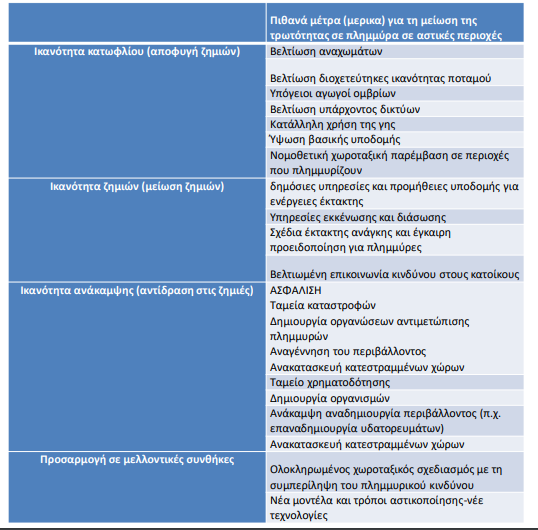 Πιθανά μέτρα (μερικα) για τη μείωση της
τρωτότητας σε πλημμύρα σε αστικές περιοχές
Ικανότητα κατωφλίου (αποφυγή ζημιών)
Βελτίωση αναχωμάτων
Βελτίωση διοχετεύτηκες ικανότητας ποταμού
Υπόγειοι αγωγοί ομβρίων
Βελτίωση υπάρχοντος δικτύων
Κατάλληλη χρήση της γης
Ύψωση βασικής υποδομής
Νομοθετική χωροταξική παρέμβαση σε περιοχές
που πλημμυρίζουν
Ικανότητα ζημιών (μείωση ζημιών)
δημόσιες υπηρεσίες και προμήθειες υποδομής για
ενέργειες έκτακτης
Υπηρεσίες εκκένωσης και διάσωσης
Σχέδια έκτακτης ανάγκης και έγκαιρη
προειδοποίηση για πλημμύρες
Βελτιωμένη επικοινωνία κινδύνου στους κατοίκους
Ικανότητα ανάκαμψης (αντίδραση στις ζημιές)
ΑΣΦΑΛΙΣΗ
Ταμεία καταστροφών
Δημιουργία οργανώσεων αντιμετώπισης
πλημμυρών
Αναγέννηση του περιβάλλοντος
Ανακατασκευή κατεστραμμένων χώρων
Ταμείο χρηματοδότησης
Δημιουργία οργανισμών
Ανάκαμψη αναδημιουργία περιβάλλοντος (π.χ.
επαναδημιουργία υδατορευμάτων)
Ανακατασκευή κατεστραμμένων χώρων
Προσαρμογή σε μελλοντικές συνθήκες
Ολοκληρωμένος χωροταξικός σχεδιασμός με τη
συμπερίληψη του πλημμυρικού κινδύνου
Νέα μοντέλα και τρόποι αστικοποίησης-νέε
τεχνολογίες